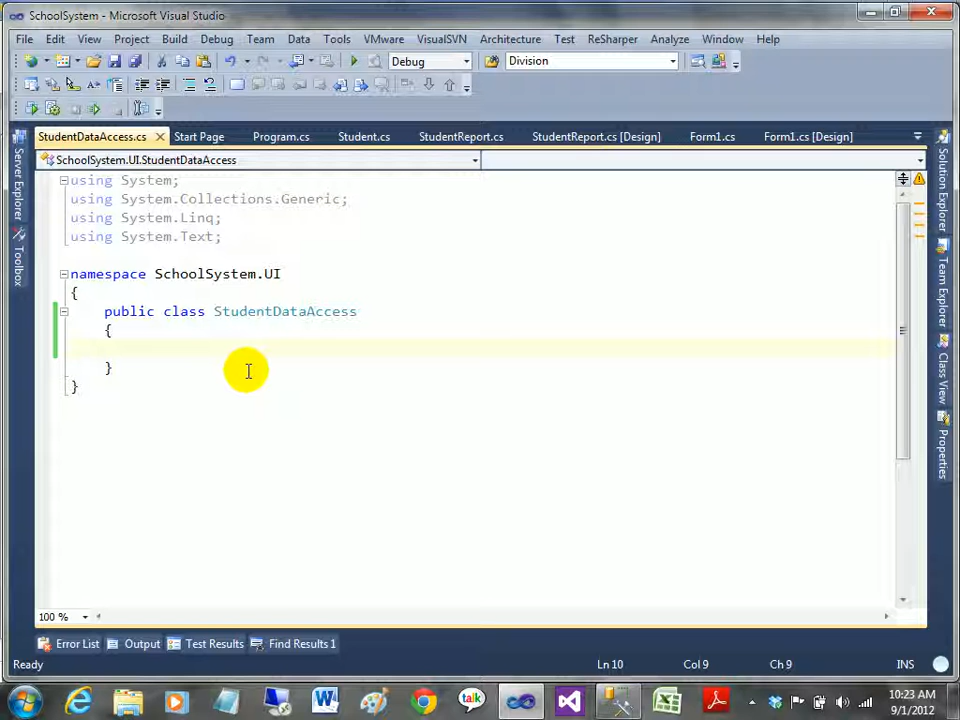 SchoolSystem - Microsoft Visual Studio
File Edit View Project Build Debug Team Data Tools VMware VisualSVN Architecture Test ReSharper Analyze Window Help
Debug Division
StudentDataAccess.cs Start Page Program.cs Student.cs StudentReport.cs StudentReport.cs [Design] Form1.cs Form1.cs [Design]
SchoolSystem.UI.StudentDataAccess
Server Explorer
Toolbox
using System;
using System.Collections.Generic;
using System.Linq;
using System.Text;
namespace SchoolSystem.UI
{
public class StudentDataAccess
{
}
}
Solution Explorer
Team Explorer
Class View
Properties
100 %
Error List Output Test Results Find Results 1
Ready Ln 10 Col 9 Ch 9 INS
talk
10:23 AM
9/1/2012